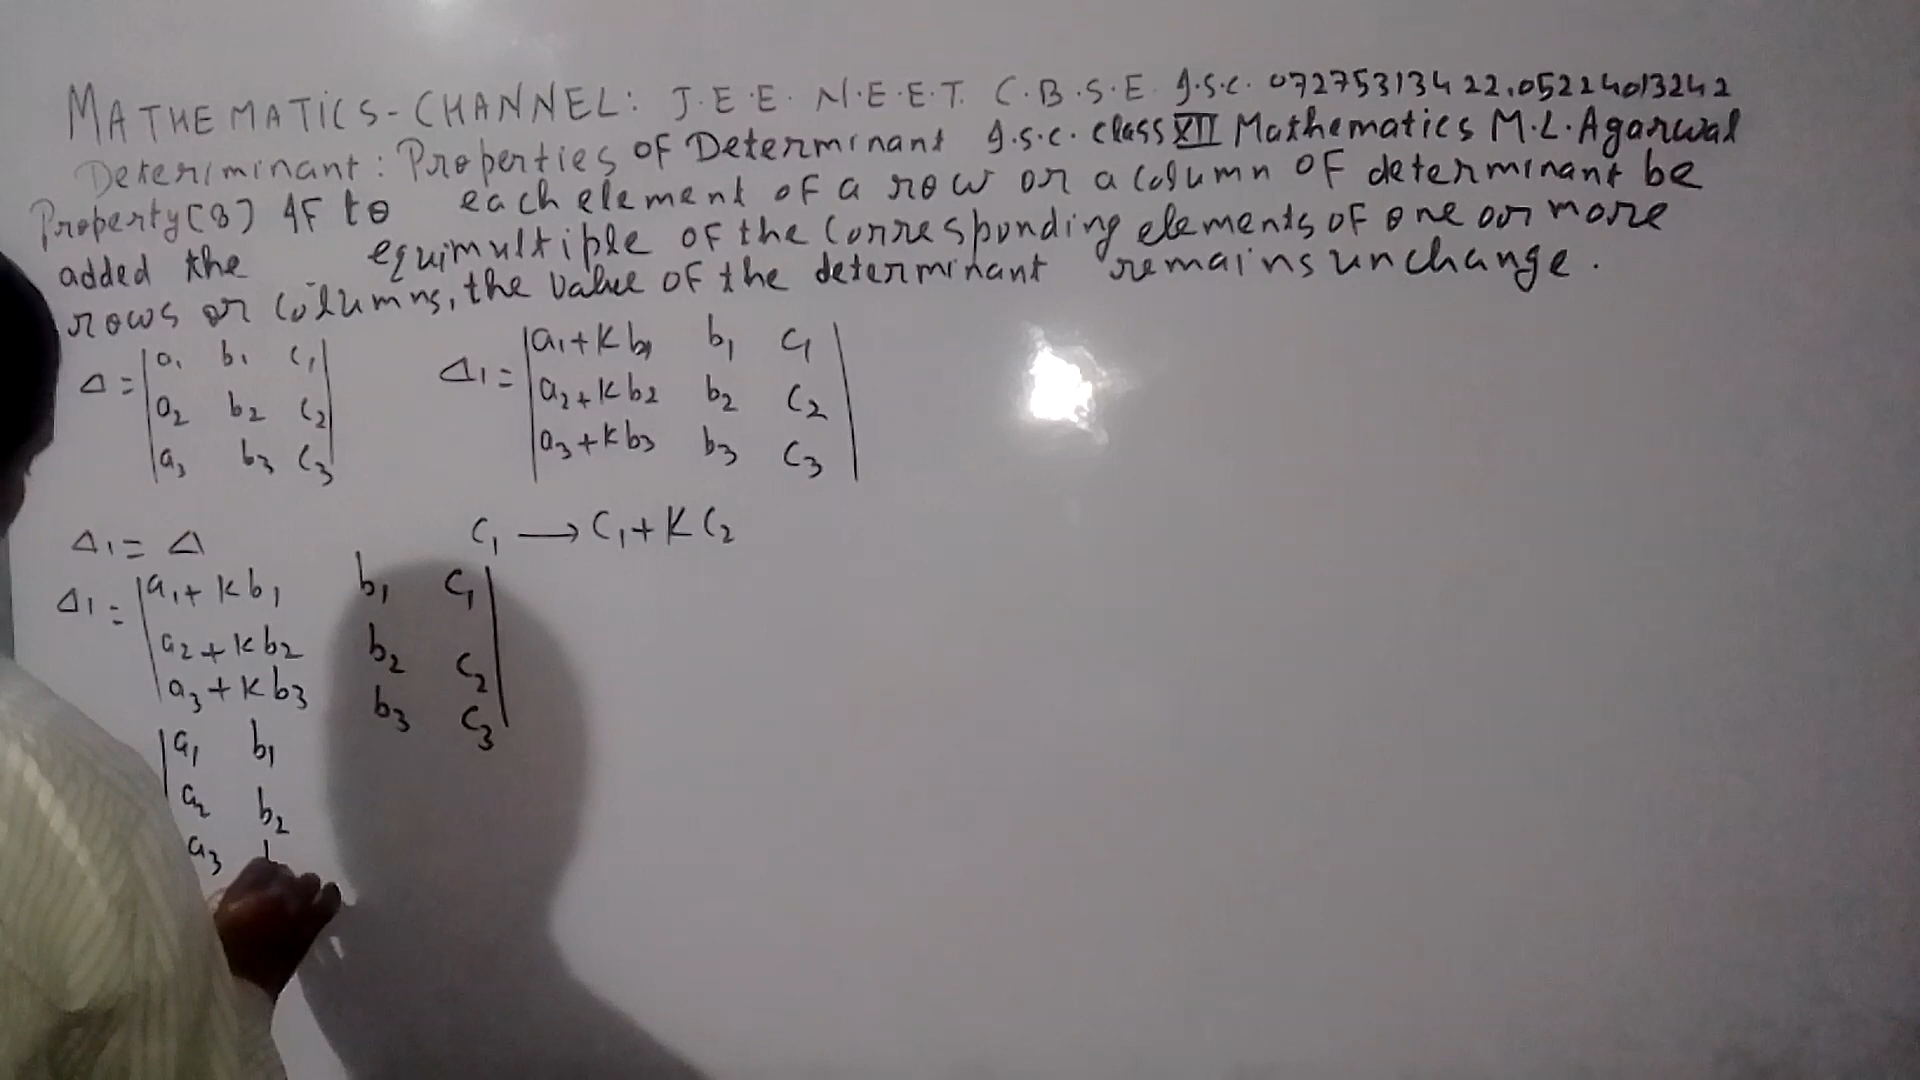 MATHEMATICS-CHANNEL: J.E.E. N.E.E.T. C.B.S.E. I.S.C. 07275313422.05224013242
Deteriminant: Properties of Determinant I.S.C. Class XII Mathematics M.L.Agarwal
Property(8) IF to each element of a row or a column of determinant be
added the equimultiple of the corresponding elements of one or more
rows or columns, the value of the determinant remains unchange.
Δ = | a1 b1 c1 | Δ1 = | a1+Kb1 b1 c1 |
| a2 b2 c2 | | a2+Kb2 b2 c2 |
| a3 b3 c3 | | a3+Kb3 b3 c3 |
Δ1 = Δ C1 → C1+KC2
Δ1 = | a1+Kb1 b1 c1 |
| a2+Kb2 b2 c2 |
| a3+Kb3 b3 c3 |
| a1 b1
a2 b2
a3